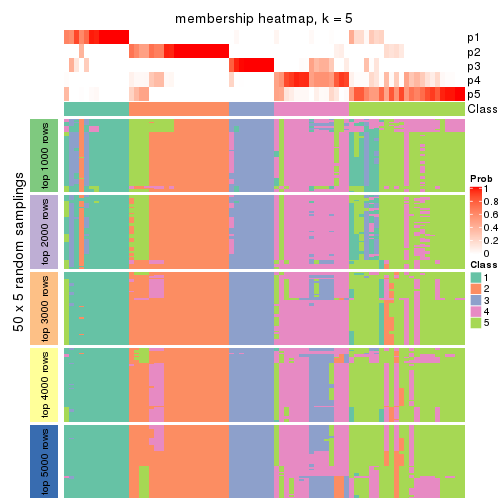 membership heatmap, k = 5
p1
p2
p3
p4
p5
Class
50 x 5 random samplings
top 1000 rows
top 2000 rows
top 3000 rows
top 4000 rows
top 5000 rows
Prob
1
0.8
0.6
0.4
0.2
0
Class
1
2
3
4
5